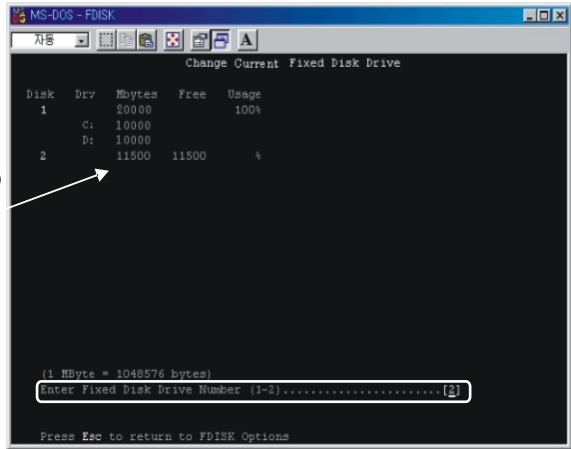 MS-DOS - FDISK
자동
A
Change Current Fixed Disk Drive
Disk Drv Mbytes Free Usage
1 20000 100%
C: 10000
D: 10000
2 11500 11500 %
(1 MByte = 1048576 bytes)
Enter Fixed Disk Drive Number (1-2).......................[2]
Press Esc to return to FDISK Options